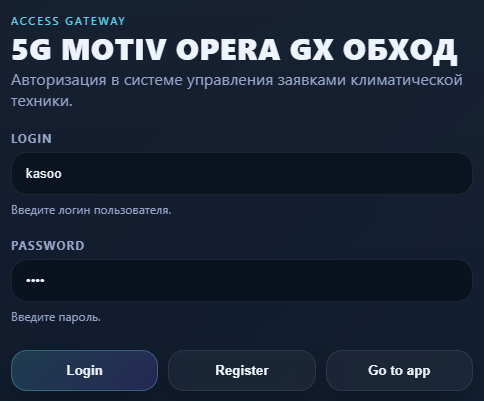 ACCESS GATEWAY
5G MOTIV OPERA GX ОБХОД
Авторизация в системе управления заявками климатической
техники.
LOGIN
kasoo
Введите логин пользователя.
PASSWORD
••••
Введите пароль.
Login Register Go to app